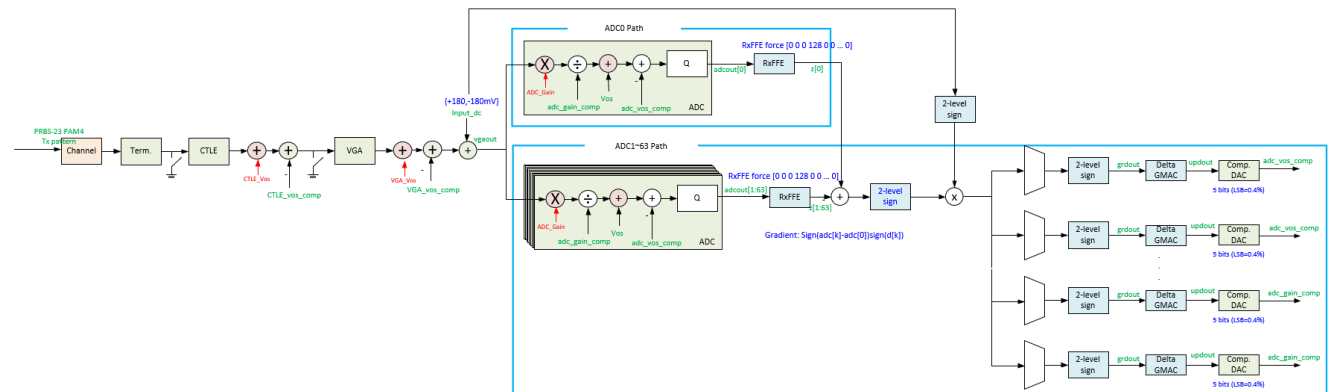 ADC0 Path
RxFFE force [0 0 0 128 0 0 ... 0]
X
÷
+
+
Q
adcout[0]
RxFFE
z[0]
ADC_Gain
adc_gain_comp
Vos
adc_vos_comp
ADC
{+180,-180mV}
Input_dc
2-level
sign
PRBS-23 PAM4
Tx pattern
Channel
Term.
CTLE
+
+
VGA
+
+
+
vgaout
CTLE_Vos
-
CTLE_vos_comp
VGA_Vos
-
VGA_vos_comp
ADC1~63 Path
RxFFE force [0 0 0 128 0 0 ... 0]
X
÷
+
+
Q
adcout[1:63]
RxFFE
z[1:63]
+
2-level
sign
x
ADC_Gain
adc_gain_comp
Vos
adc_vos_comp
ADC
Gradient: Sign(adc[k]-adc[0])sign(d[k])
2-level
sign
grdout
Delta
GMAC
updout
Comp.
DAC
adc_vos_comp
5 bits (LSB=0.4%)
2-level
sign
grdout
Delta
GMAC
updout
Comp.
DAC
adc_vos_comp
5 bits (LSB=0.4%)
. . . .
2-level
sign
grdout
Delta
GMAC
updout
Comp.
DAC
adc_gain_comp
5 bits (LSB=0.4%)
2-level
sign
grdout
Delta
GMAC
updout
Comp.
DAC
adc_gain_comp
5 bits (LSB=0.4%)